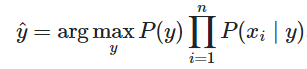 ŷ = arg max_y P(y) ∏_{i=1}^{n} P(x_i | y)